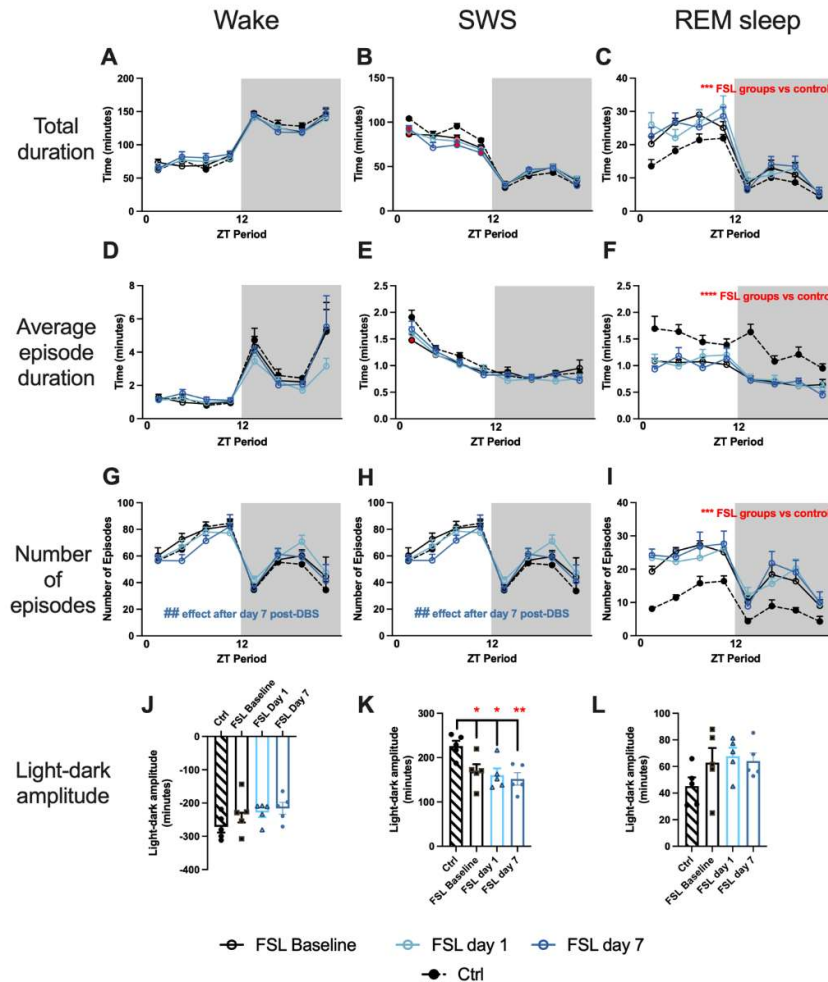 Wake
SWS
REM sleep
A
B
C
Total
duration
Time (minutes)
200
150
100
50
0
0
12
ZT Period
Time (minutes)
150
100
50
0
0
12
ZT Period
*** FSL groups vs control
Time (minutes)
40
30
20
10
0
0
12
ZT Period
D
E
F
Average
episode
duration
Time (minutes)
8
6
4
2
0
0
12
ZT Period
Time (minutes)
2.5
2.0
1.5
1.0
0.5
0.0
0
12
ZT Period
**** FSL groups vs control
Time (minutes)
2.5
2.0
1.5
1.0
0.5
0.0
0
12
ZT Period
G
H
I
Number
of
episodes
Number of Episodes
100
80
60
40
20
0
## effect after day 7 post-DBS
0
12
ZT Period
Number of Episodes
100
80
60
40
20
0
## effect after day 7 post-DBS
0
12
ZT Period
*** FSL groups vs control
Number of Episodes
40
30
20
10
0
0
12
ZT Period
J
K
L
Light-dark
amplitude
Ctrl
FSL Baseline
FSL Day 1
FSL Day 7
Light-dark amplitude
(minutes)
0
-100
-200
-300
-400
* * **
Light-dark amplitude
(minutes)
300
200
100
0
Ctrl
FSL Baseline
FSL day 1
FSL day 7
Light-dark amplitude
(minutes)
100
80
60
40
20
0
Ctrl
FSL Baseline
FSL day 1
FSL day 7
FSL Baseline
FSL day 1
FSL day 7
Ctrl